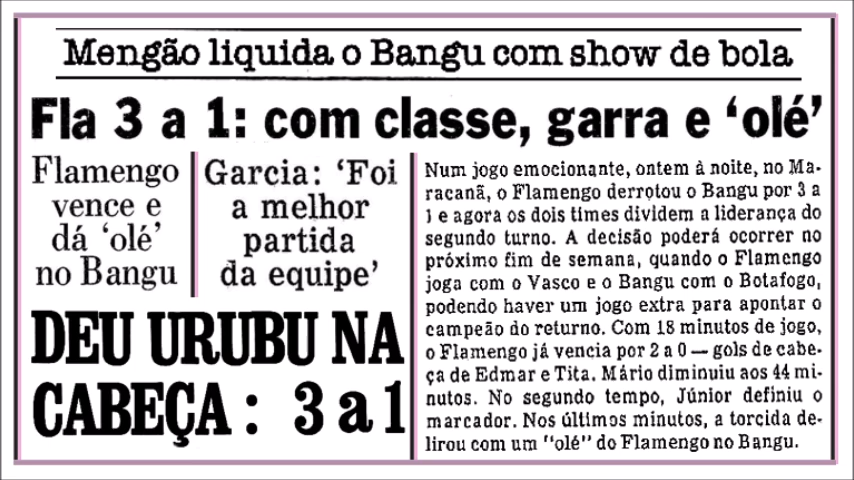 Mengão liquida o Bangu com show de bola
Fla 3 a 1: com classe, garra e ‘olé’
Flamengo
vence e
dá ‘olé’
no Bangu
Garcia: ‘Foi
a melhor
partida
da equipe’
DEU URUBU NA
CABEÇA : 3 a 1
Num jogo emocionante, ontem à noite, no Ma-
racanã, o Flamengo derrotou o Bangu por 3 a
1 e agora os dois times dividem a liderança do
segundo turno. A decisão poderá ocorrer no
próximo fim de semana, quando o Flamengo
joga com o Vasco e o Bangu com o Botafogo,
podendo haver um jogo extra para apontar o
campeão do returno. Com 18 minutos de jogo,
o Flamengo já vencia por 2 a 0 — gols de cabe-
ça de Edmar e Tita. Mário diminuiu aos 44 mi-
nutos. No segundo tempo, Júnior definiu o
marcador. Nos últimos minutos, a torcida de-
lirou com um "olé" do Flamengo no Bangu.